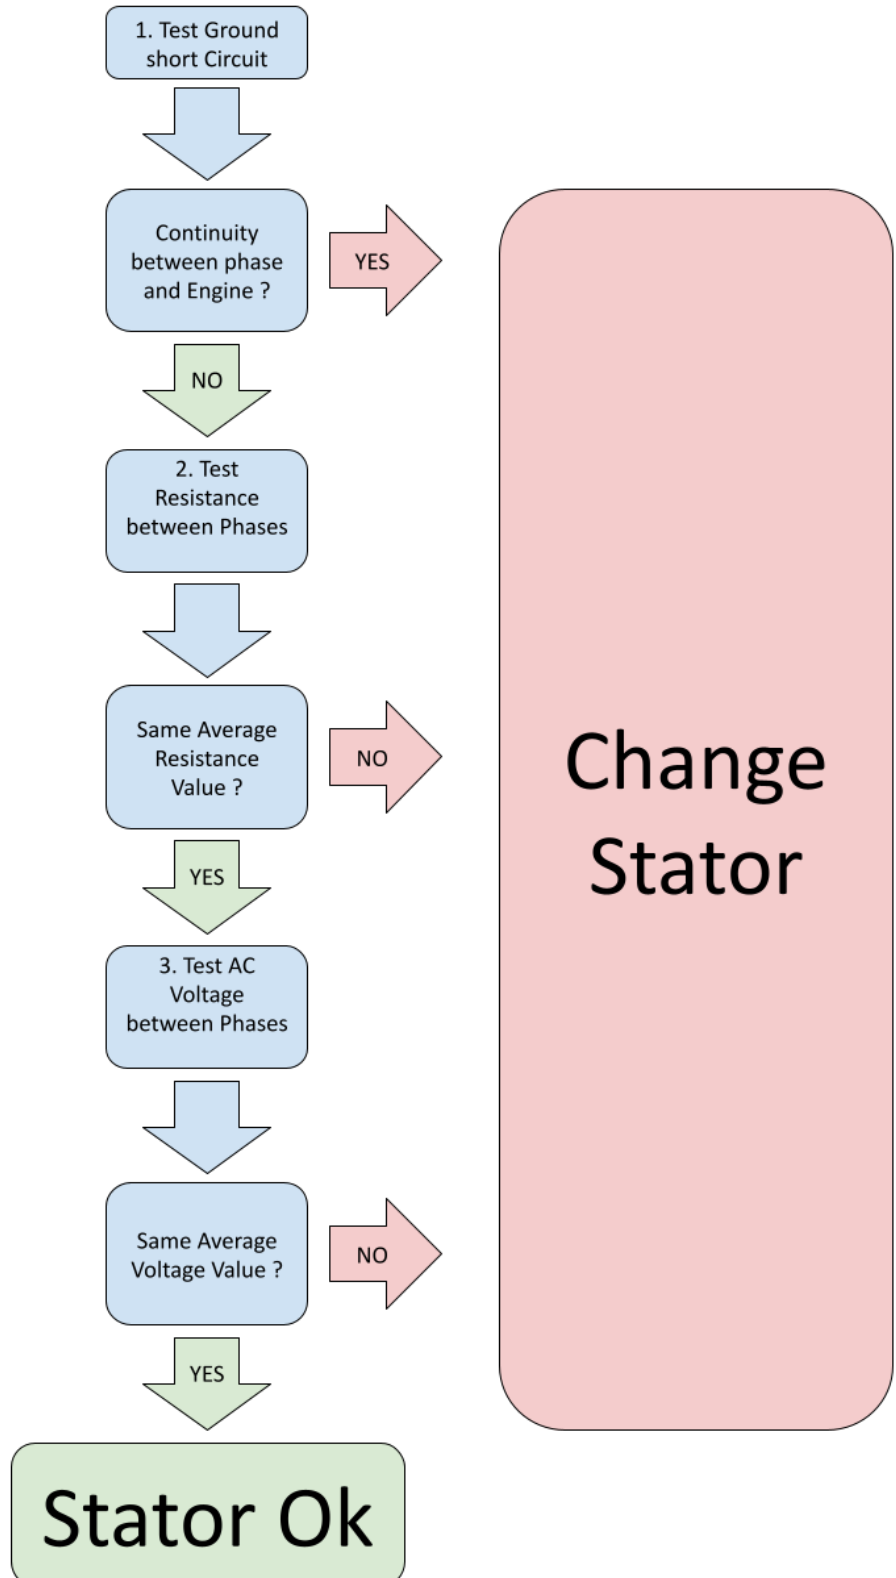 1. Test Ground
short Circuit
Continuity
between phase
and Engine ?
YES
NO
2. Test
Resistance
between Phases
Same Average
Resistance
Value ?
NO
YES
3. Test AC
Voltage
between Phases
Same Average
Voltage Value ?
NO
YES
Stator Ok
Change
Stator